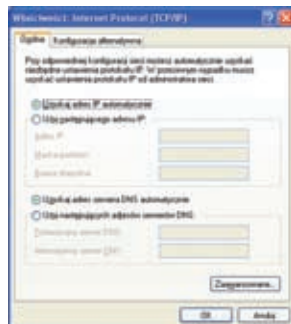 Właściwości: Internet Protocol (TCP/IP)
Ogólne Konfiguracja alternatywna
Przy odpowiedniej konfiguracji sieci możesz automatycznie uzyskać
niezbędne ustawienia protokołu IP. W przeciwnym wypadku musisz
uzyskać ustawienia protokołu IP od administratora sieci.
Uzyskaj adres IP automatycznie
Użyj następującego adresu IP:
Adres IP:
Maska podsieci:
Brama domyślna:
Uzyskaj adres serwera DNS automatycznie
Użyj następujących adresów serwerów DNS:
Preferowany serwer DNS:
Alternatywny serwer DNS:
Zaawansowane...
OK Anuluj